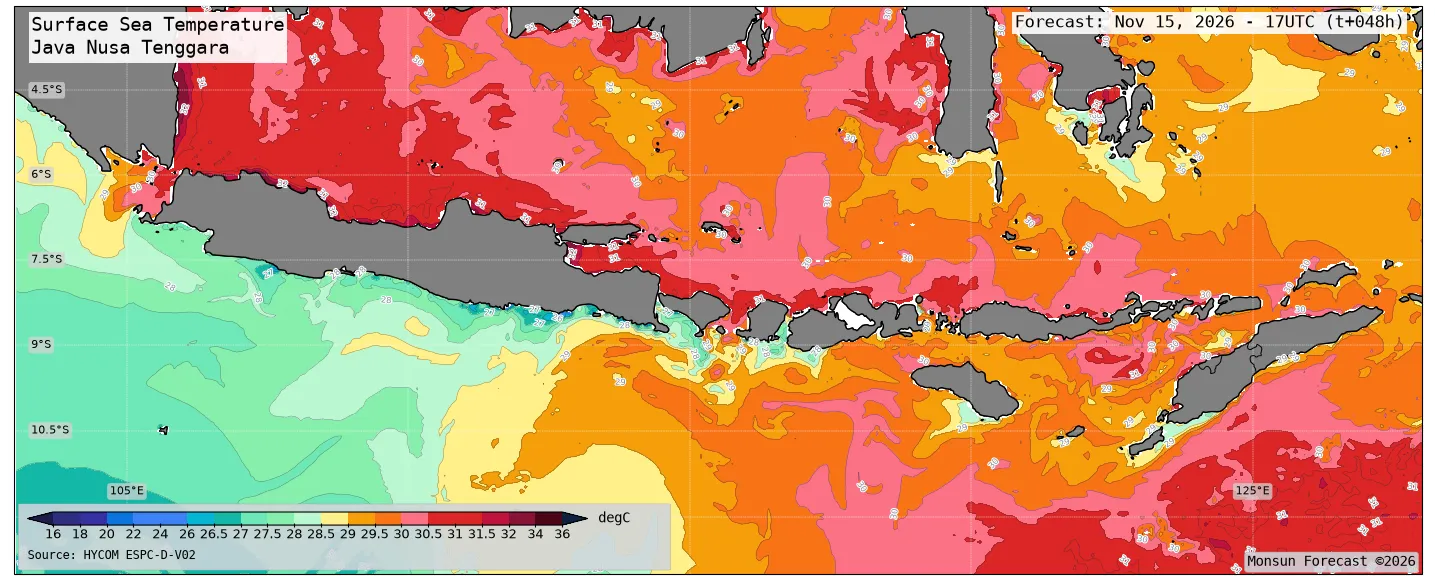 Surface Sea Temperature
Java Nusa Tenggara
Forecast: Nov 15, 2026 - 17UTC (t+048h)
4.5°S
6°S
7.5°S
9°S
10.5°S
105°E
125°E
degC
16 18 20 22 24 26 26.5 27 27.5 28 28.5 29 29.5 30 30.5 31 31.5 32 34 36
Source: HYCOM ESPC-D-V02
Monsun Forecast ©2026